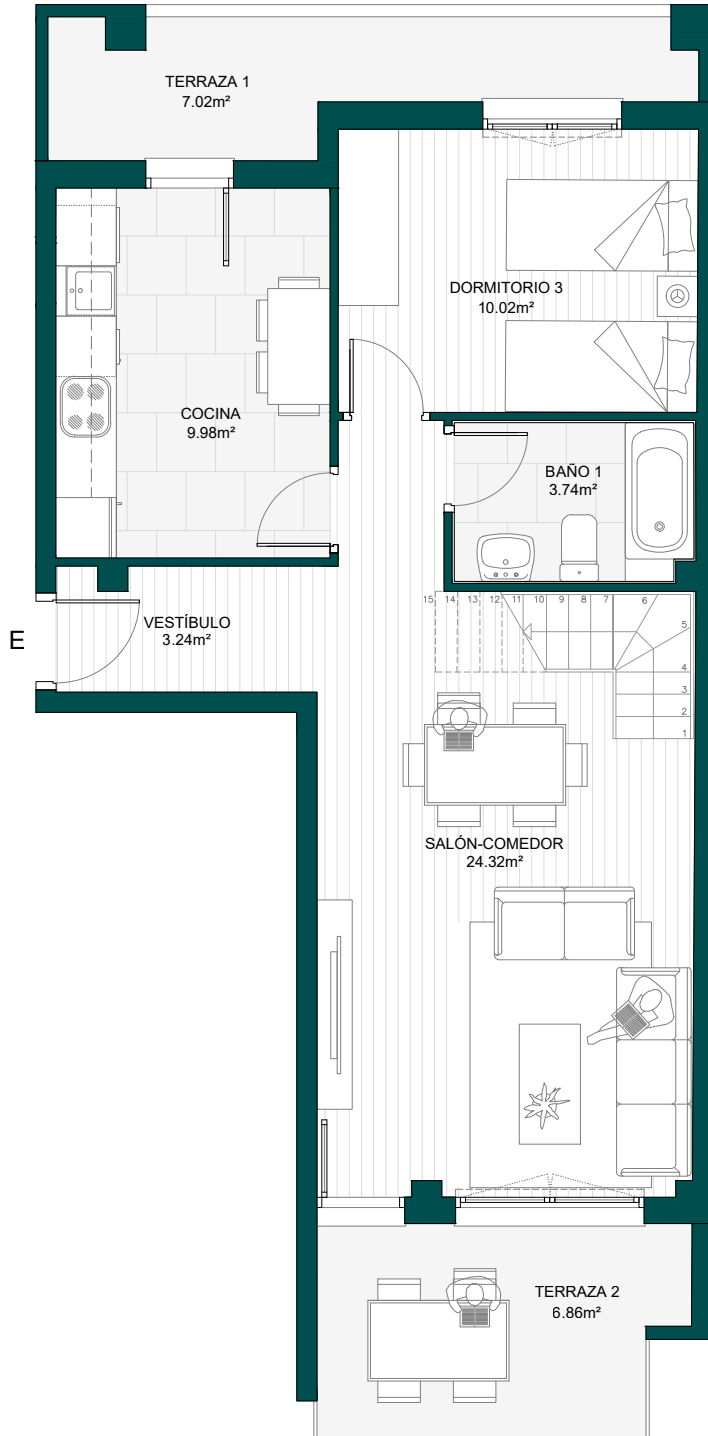 TERRAZA 1
7.02m²
DORMITORIO 3
10.02m²
COCINA
9.98m²
BAÑO 1
3.74m²
15 14 13 12 11 10 9 8 7 6
5
4
3
2
1
VESTÍBULO
3.24m²
E
SALÓN-COMEDOR
24.32m²
TERRAZA 2
6.86m²